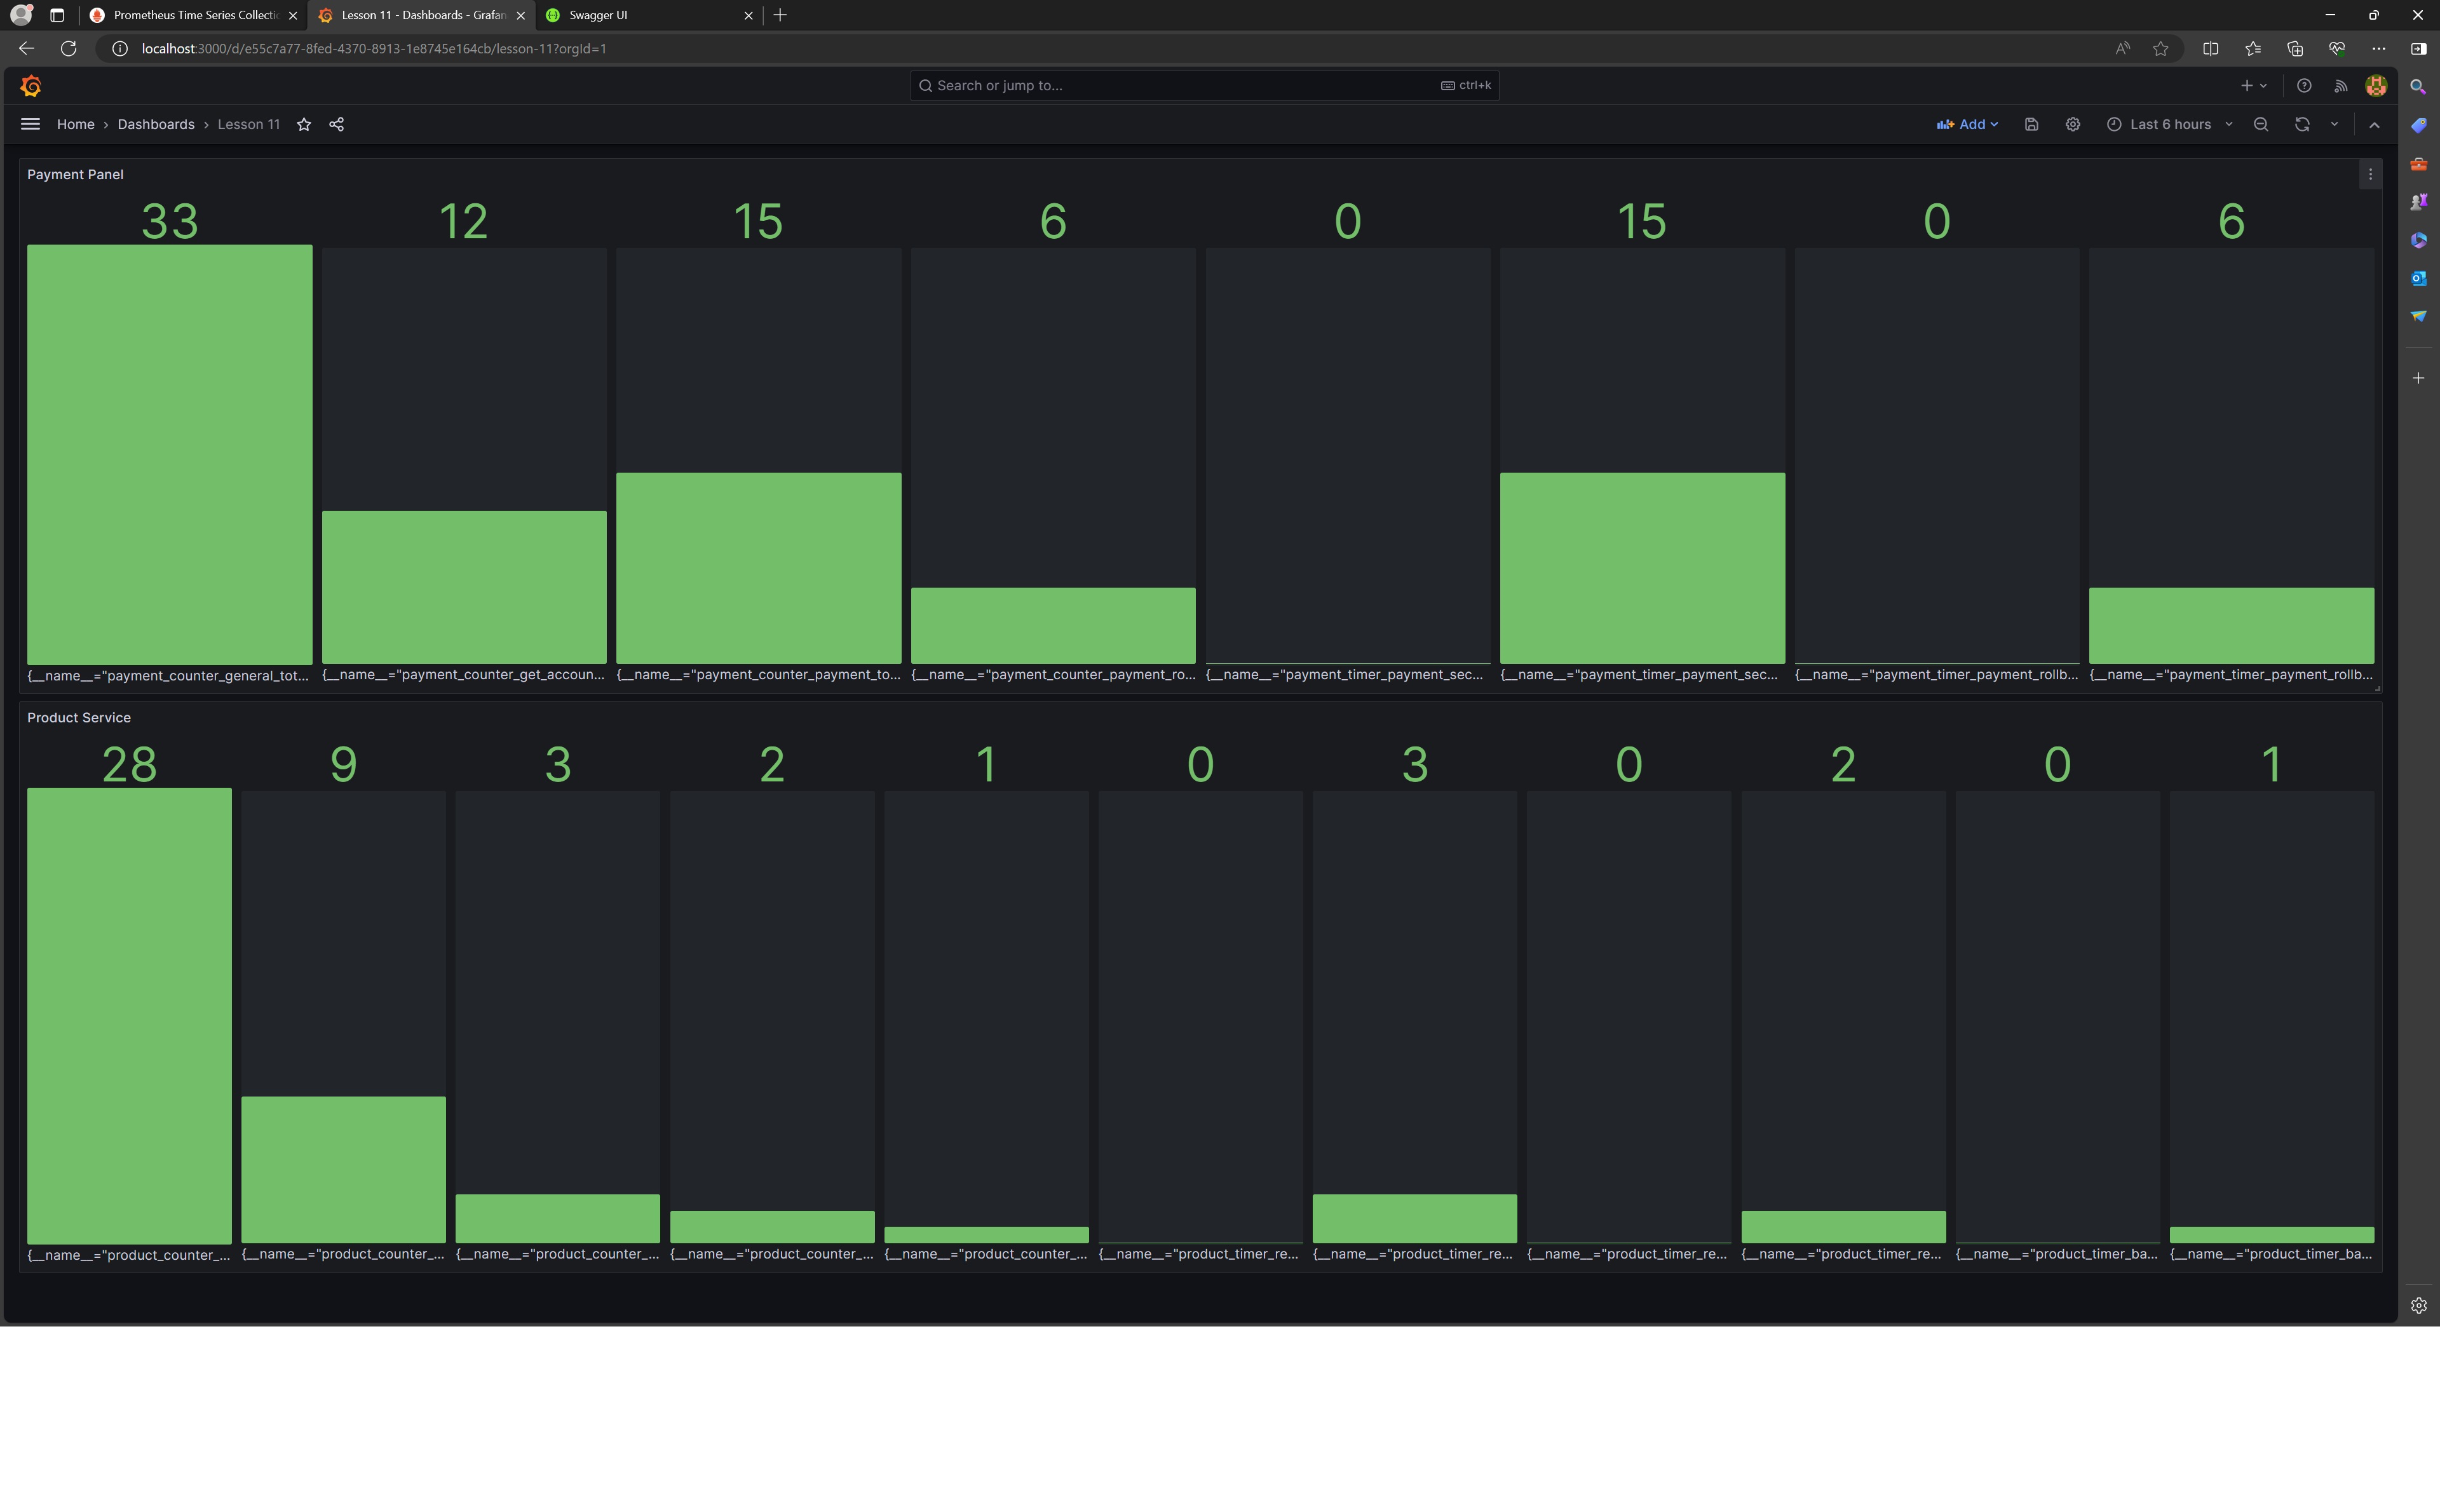 Prometheus Time Series Collectic
Lesson 11 - Dashboards - Grafan
Swagger UI
localhost:3000/d/e55c7a77-8fed-4370-8913-1e8745e164cb/lesson-11?orgId=1
Search or jump to...
ctrl+k
Home › Dashboards › Lesson 11
Add
Last 6 hours
Payment Panel
33 12 15 6 0 15 0 6
{__name__="payment_counter_general_tot... {__name__="payment_counter_get_accoun... {__name__="payment_counter_payment_to... {__name__="payment_counter_payment_ro... {__name__="payment_timer_payment_sec... {__name__="payment_timer_payment_sec... {__name__="payment_timer_payment_rollb... {__name__="payment_timer_payment_rollb...
Product Service
28 9 3 2 1 0 3 0 2 0 1
{__name__="product_counter_... {__name__="product_counter_... {__name__="product_counter_... {__name__="product_counter_... {__name__="product_counter_... {__name__="product_timer_re... {__name__="product_timer_re... {__name__="product_timer_re... {__name__="product_timer_re... {__name__="product_timer_ba... {__name__="product_timer_ba...